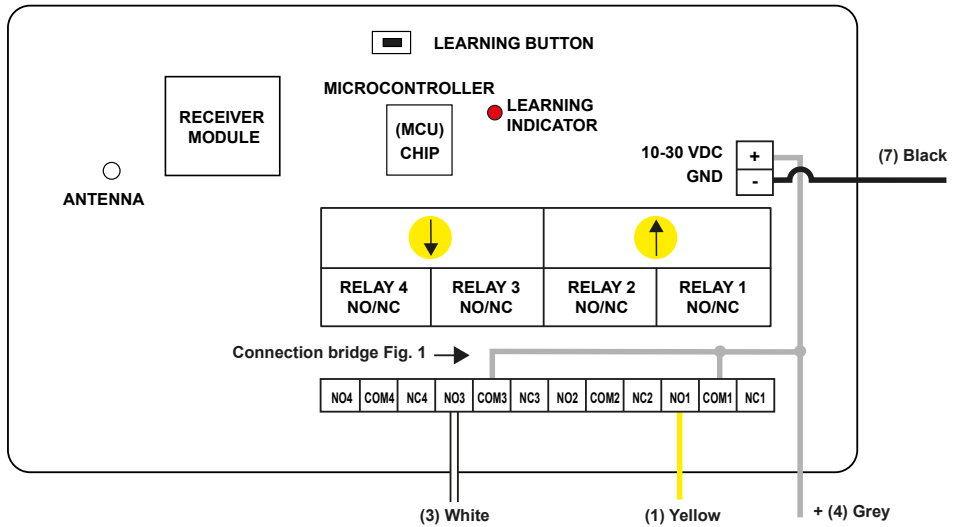 LEARNING BUTTON
MICROCONTROLLER
LEARNING
INDICATOR
RECEIVER
MODULE
(MCU)
CHIP
ANTENNA
10-30 VDC
+
GND
-
(7) Black
RELAY 4
NO/NC
RELAY 3
NO/NC
RELAY 2
NO/NC
RELAY 1
NO/NC
Connection bridge Fig. 1
NO4 COM4 NC4 NO3 COM3 NC3 NO2 COM2 NC2 NO1 COM1 NC1
(3) White
(1) Yellow
+ (4) Grey